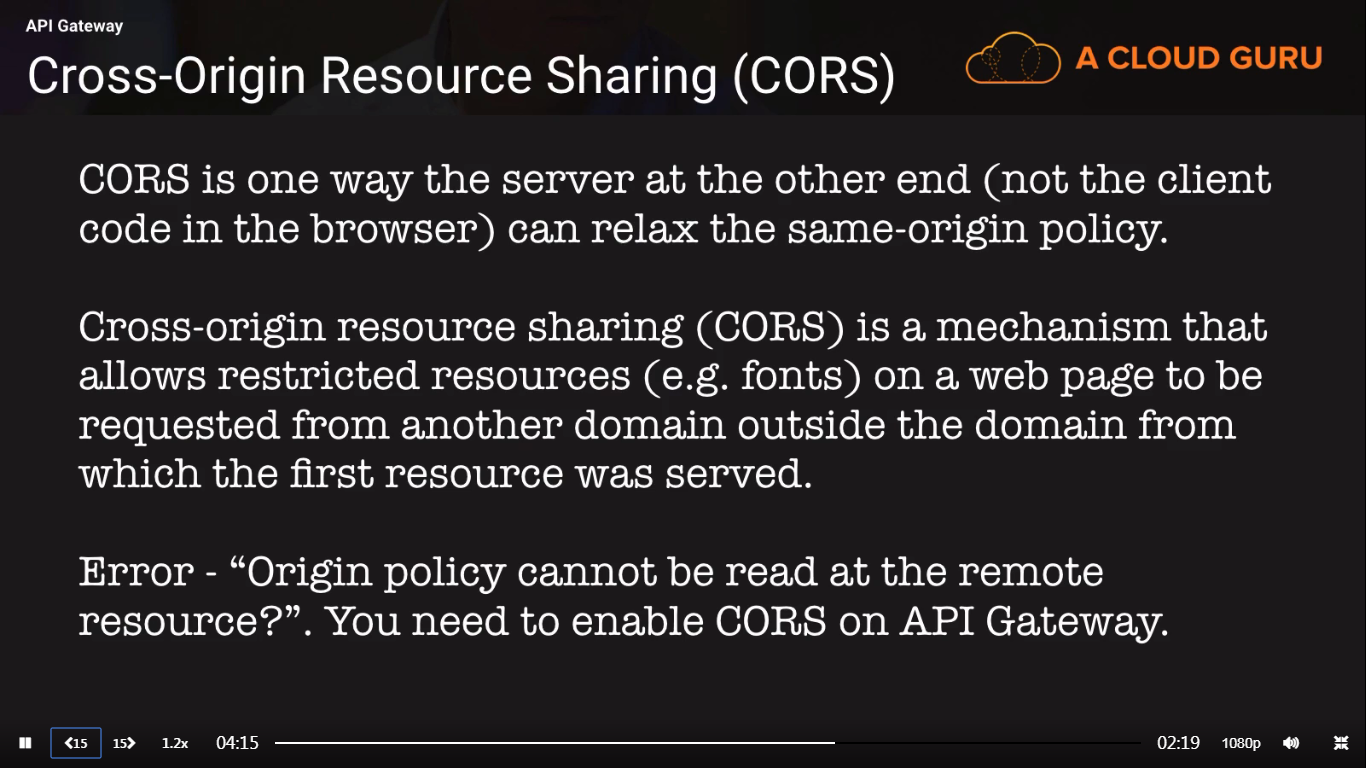 API Gateway
Cross-Origin Resource Sharing (CORS)
A CLOUD GURU
CORS is one way the server at the other end (not the client
code in the browser) can relax the same-origin policy.
Cross-origin resource sharing (CORS) is a mechanism that
allows restricted resources (e.g. fonts) on a web page to be
requested from another domain outside the domain from
which the first resource was served.
Error - “Origin policy cannot be read at the remote
resource?”. You need to enable CORS on API Gateway.
15 15 1.2x 04:15 02:19 1080p